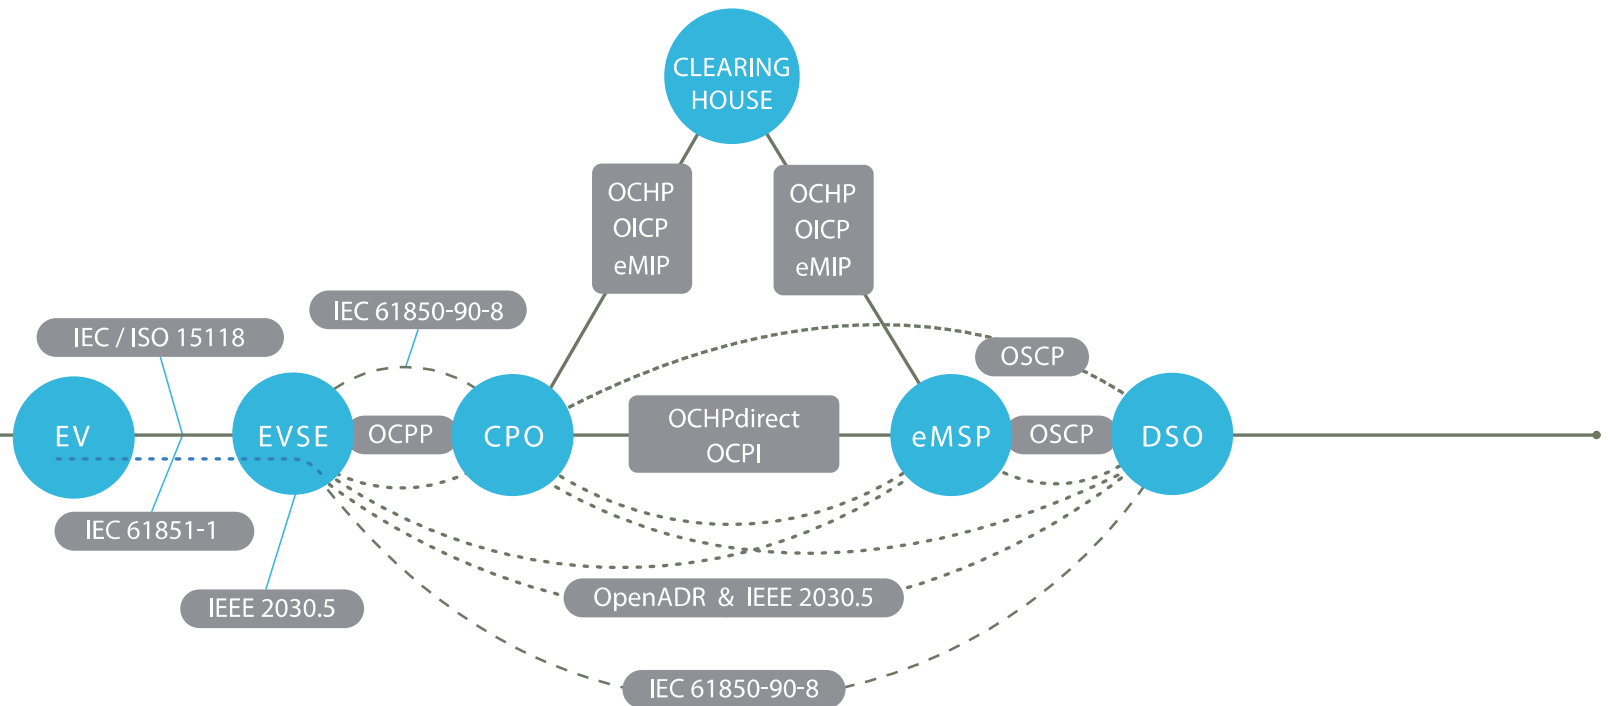 CLEARING
HOUSE
OCHP
OICP
eMIP
OCHP
OICP
eMIP
IEC 61850-90-8
IEC / ISO 15118
OSCP
EV
EVSE
OCPP
CPO
OCHPdirect
OCPI
eMSP
OSCP
DSO
IEC 61851-1
IEEE 2030.5
OpenADR & IEEE 2030.5
IEC 61850-90-8